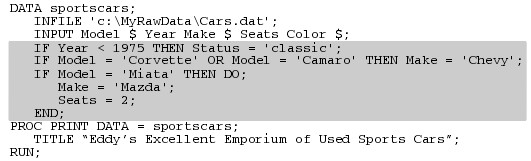 DATA sportscars;
   INFILE 'c:\MyRawData\Cars.dat';
   INPUT Model $ Year Make $ Seats Color $;
   IF Year < 1975 THEN Status = 'classic';
   IF Model = 'Corvette' OR Model = 'Camaro' THEN Make = 'Chevy';
   IF Model = 'Miata' THEN DO;
      Make = 'Mazda';
      Seats = 2;
   END;
PROC PRINT DATA = sportscars;
   TITLE “Eddy’s Excellent Emporium of Used Sports Cars”;
RUN;